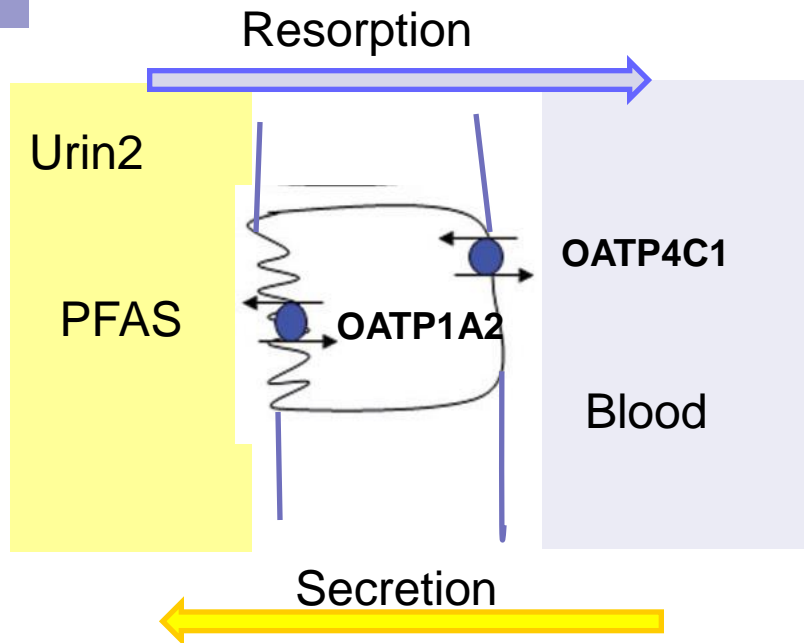 Resorption
Urin2
OATP4C1
PFAS
OATP1A2
Blood
Secretion